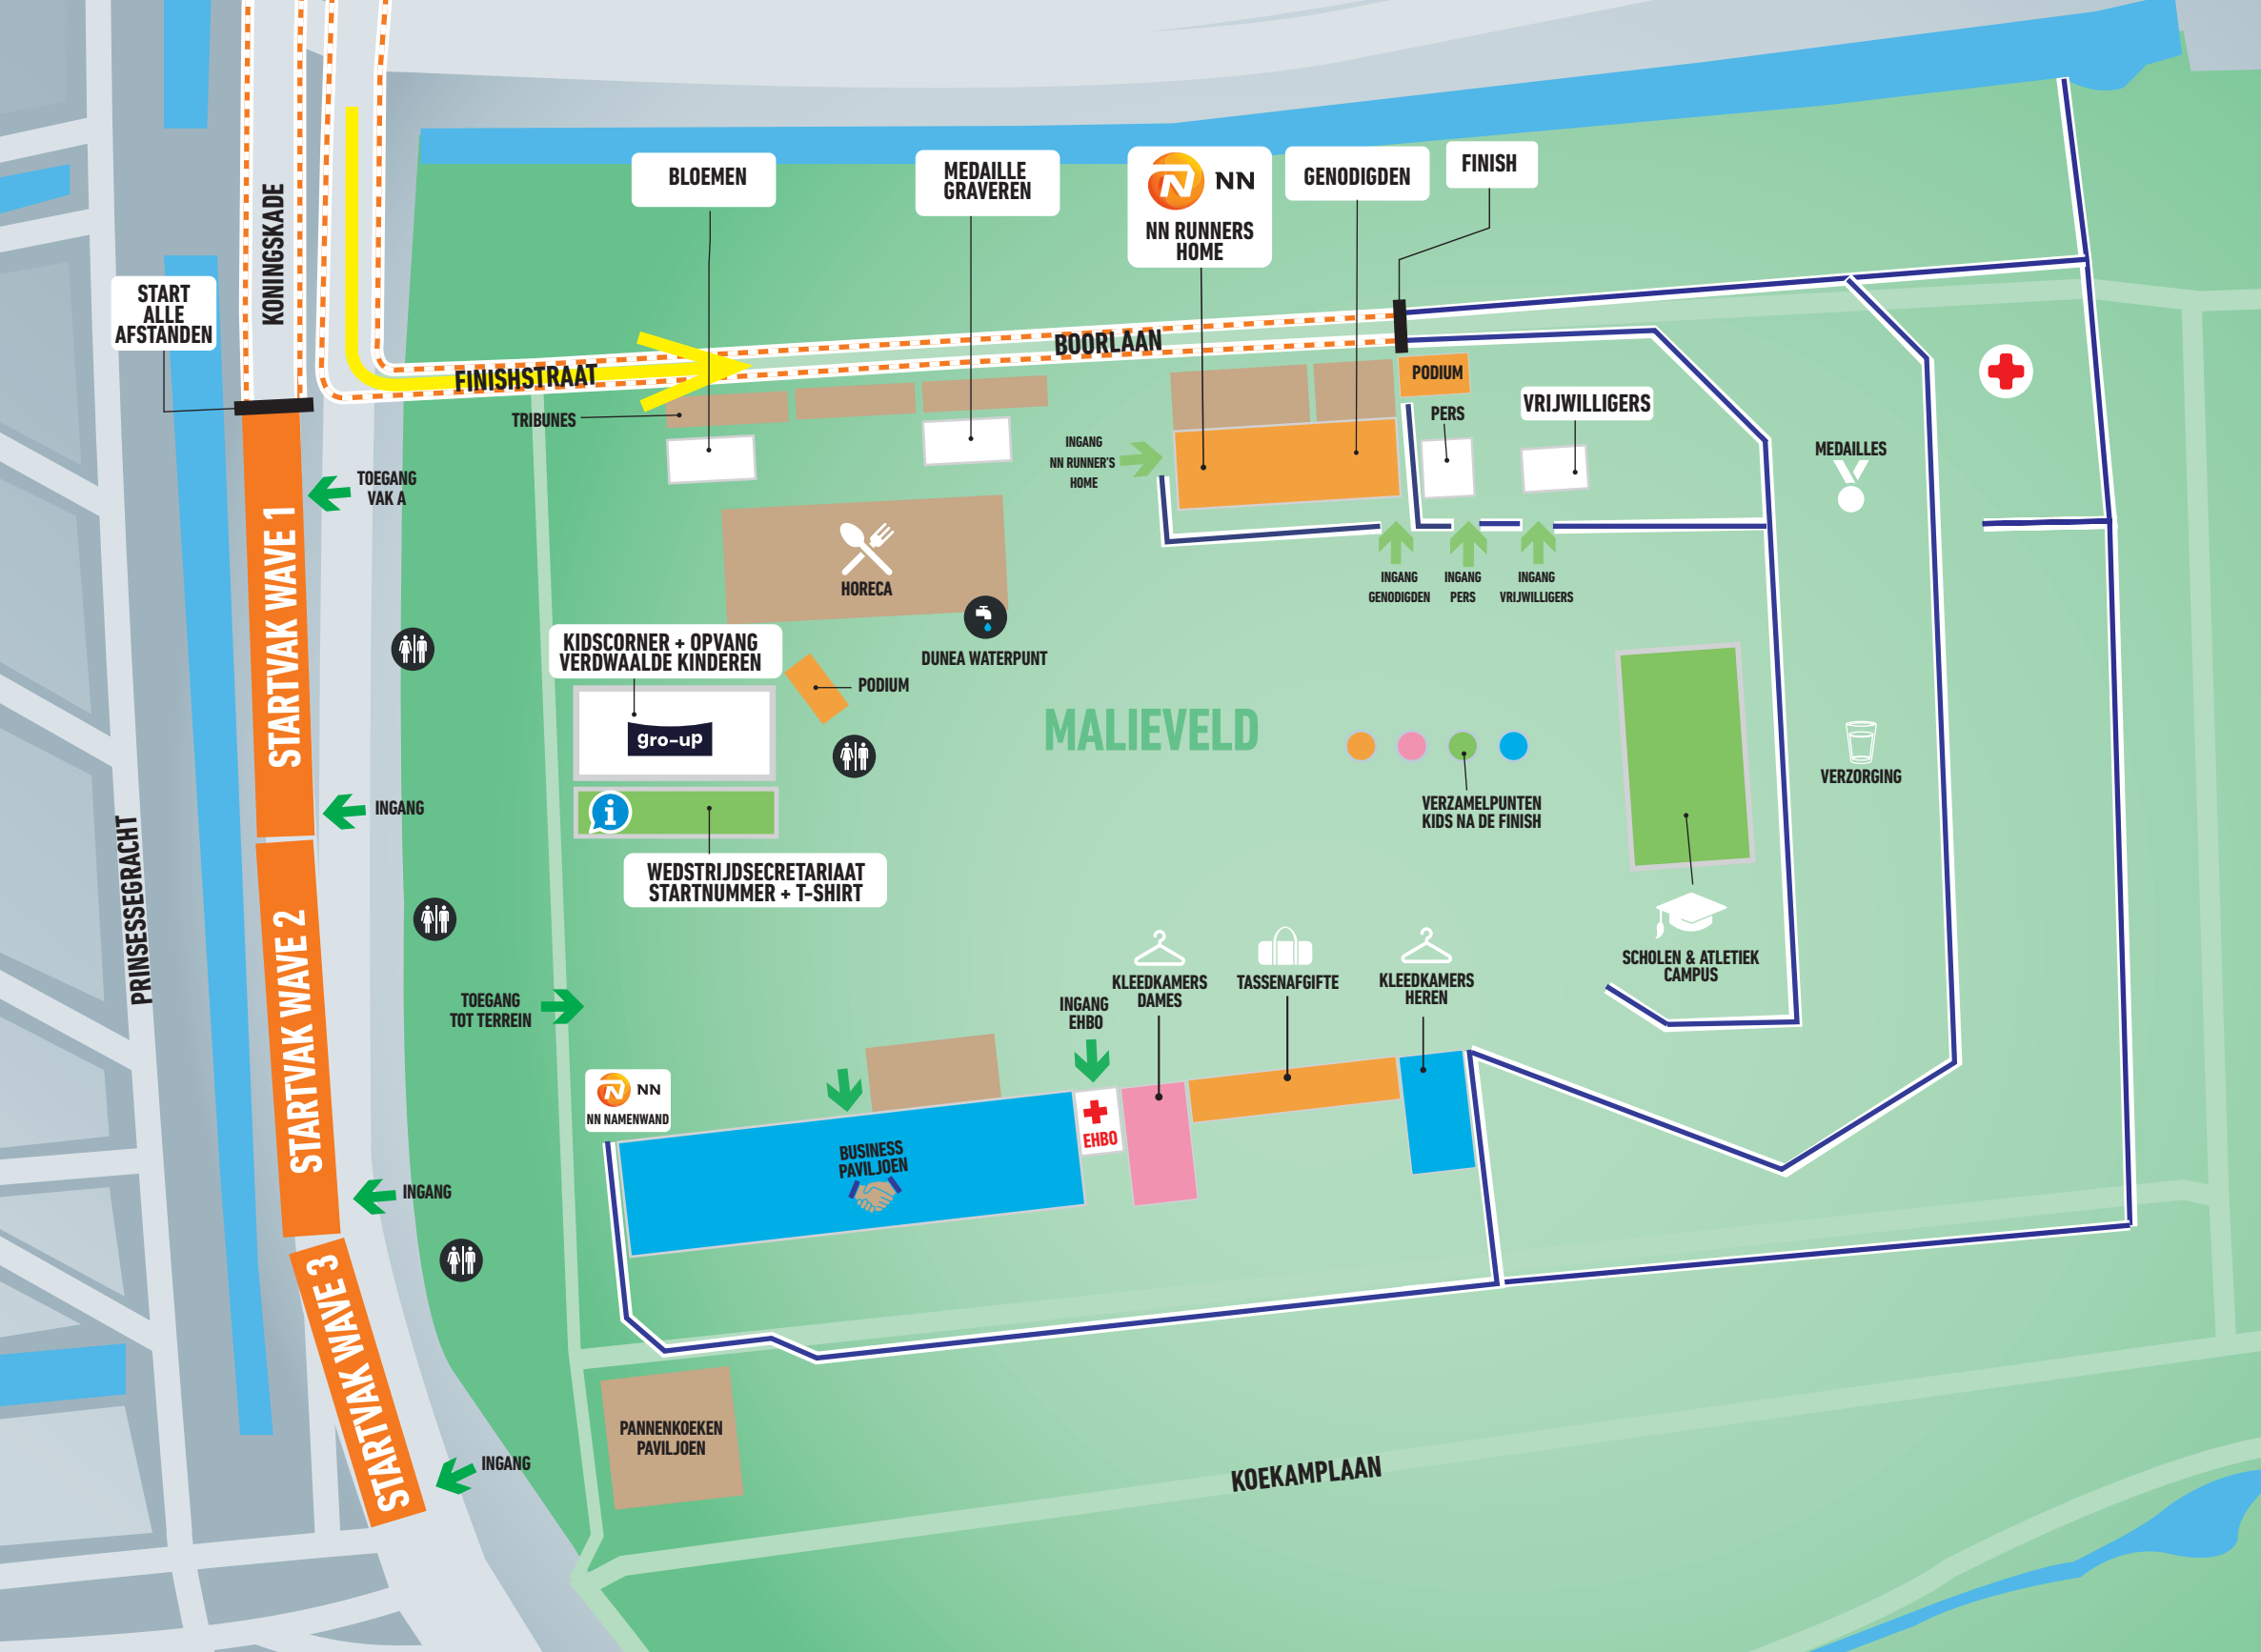 BLOEMEN
MEDAILLE
GRAVEREN
NN
NN RUNNERS
HOME
GENODIGDEN
FINISH
KONINGSKADE
START
ALLE
AFSTANDEN
BOORLAAN
FINISHSTRAAT
TRIBUNES
PODIUM
PERS
VRIJWILLIGERS
INGANG
NN RUNNER'S
HOME
MEDAILLES
TOEGANG
VAK A
STARTVAK WAVE 1
HORECA
INGANG
GENODIGDEN
INGANG
PERS
INGANG
VRIJWILLIGERS
KIDSCORNER + OPVANG
VERDWAALDE KINDEREN
DUNEA WATERPUNT
PODIUM
gro-up
MALIEVELD
VERZORGING
INGANG
i
VERZAMELPUNTEN
KIDS NA DE FINISH
WEDSTRIJDSECRETARIAAT
STARTNUMMER + T-SHIRT
PRINSESSEGRACHT
STARTVAK WAVE 2
SCHOLEN & ATLETIEK
CAMPUS
TOEGANG
TOT TERREIN
INGANG
EHBO
KLEEDKAMERS
DAMES
TASSENAFGIFTE
KLEEDKAMERS
HEREN
NN
NN NAMENWAND
EHBO
BUSINESS
PAVILJOEN
INGANG
STARTVAK WAVE 3
INGANG
PANNENKOEKEN
PAVILJOEN
KOEKAMPLAAN